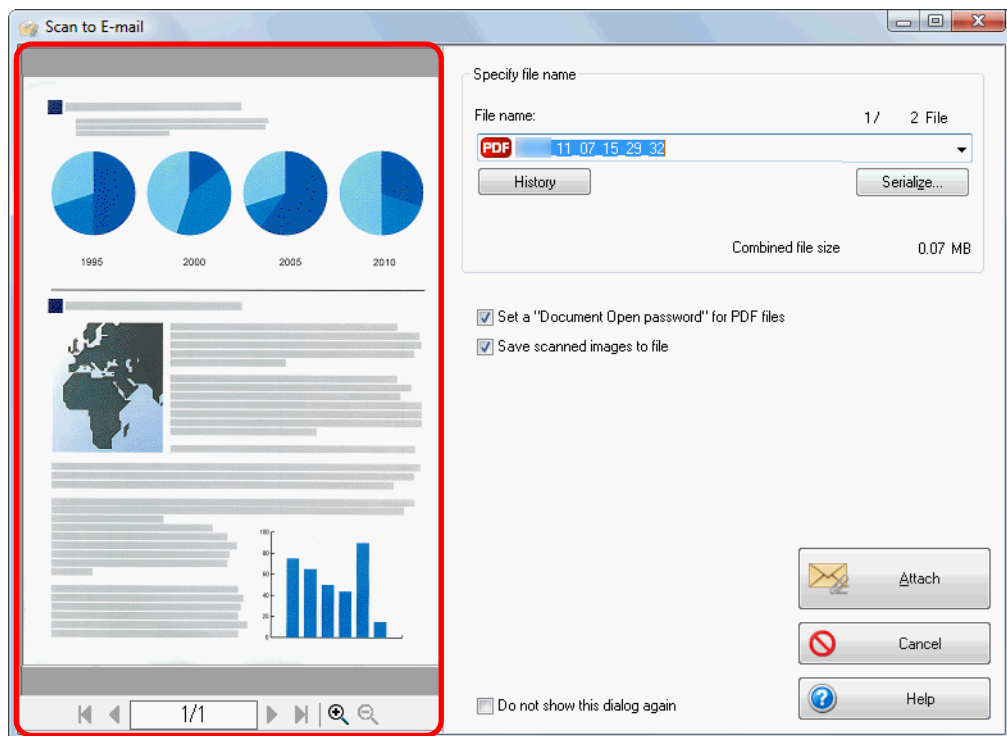 Scan to E-mail
1995 2000 2005 2010
100
80
60
40
20
0
1/1
Specify file name
File name: 1/ 2 File
PDF _11_07_15_29_32
History Serialize...
Combined file size 0.07 MB
Set a "Document Open password" for PDF files
Save scanned images to file
Attach
Cancel
Do not show this dialog again
Help